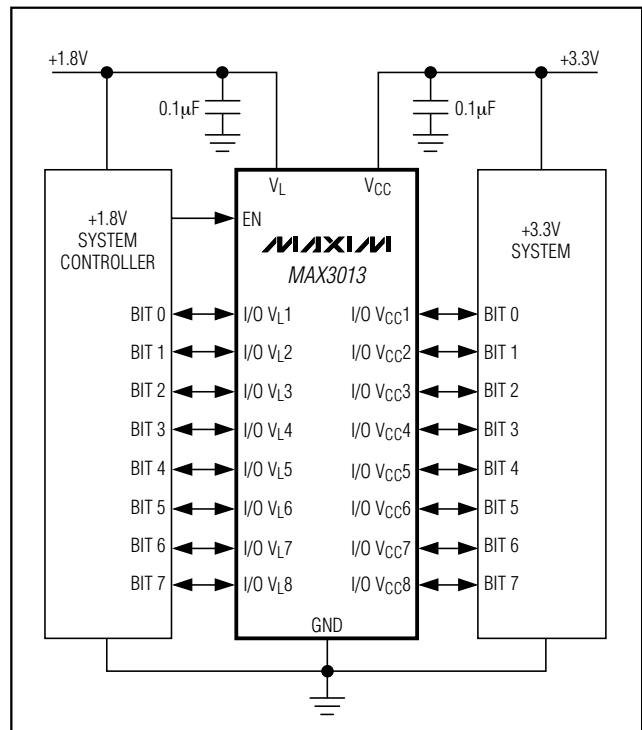 +1.8V +3.3V
0.1µF 0.1µF
VL VCC
+1.8V
SYSTEM
CONTROLLER
EN
MAXIM
MAX3013
+3.3V
SYSTEM
BIT 0 I/O VL1 I/O VCC1 BIT 0
BIT 1 I/O VL2 I/O VCC2 BIT 1
BIT 2 I/O VL3 I/O VCC3 BIT 2
BIT 3 I/O VL4 I/O VCC4 BIT 3
BIT 4 I/O VL5 I/O VCC5 BIT 4
BIT 5 I/O VL6 I/O VCC6 BIT 5
BIT 6 I/O VL7 I/O VCC7 BIT 6
BIT 7 I/O VL8 I/O VCC8 BIT 7
GND